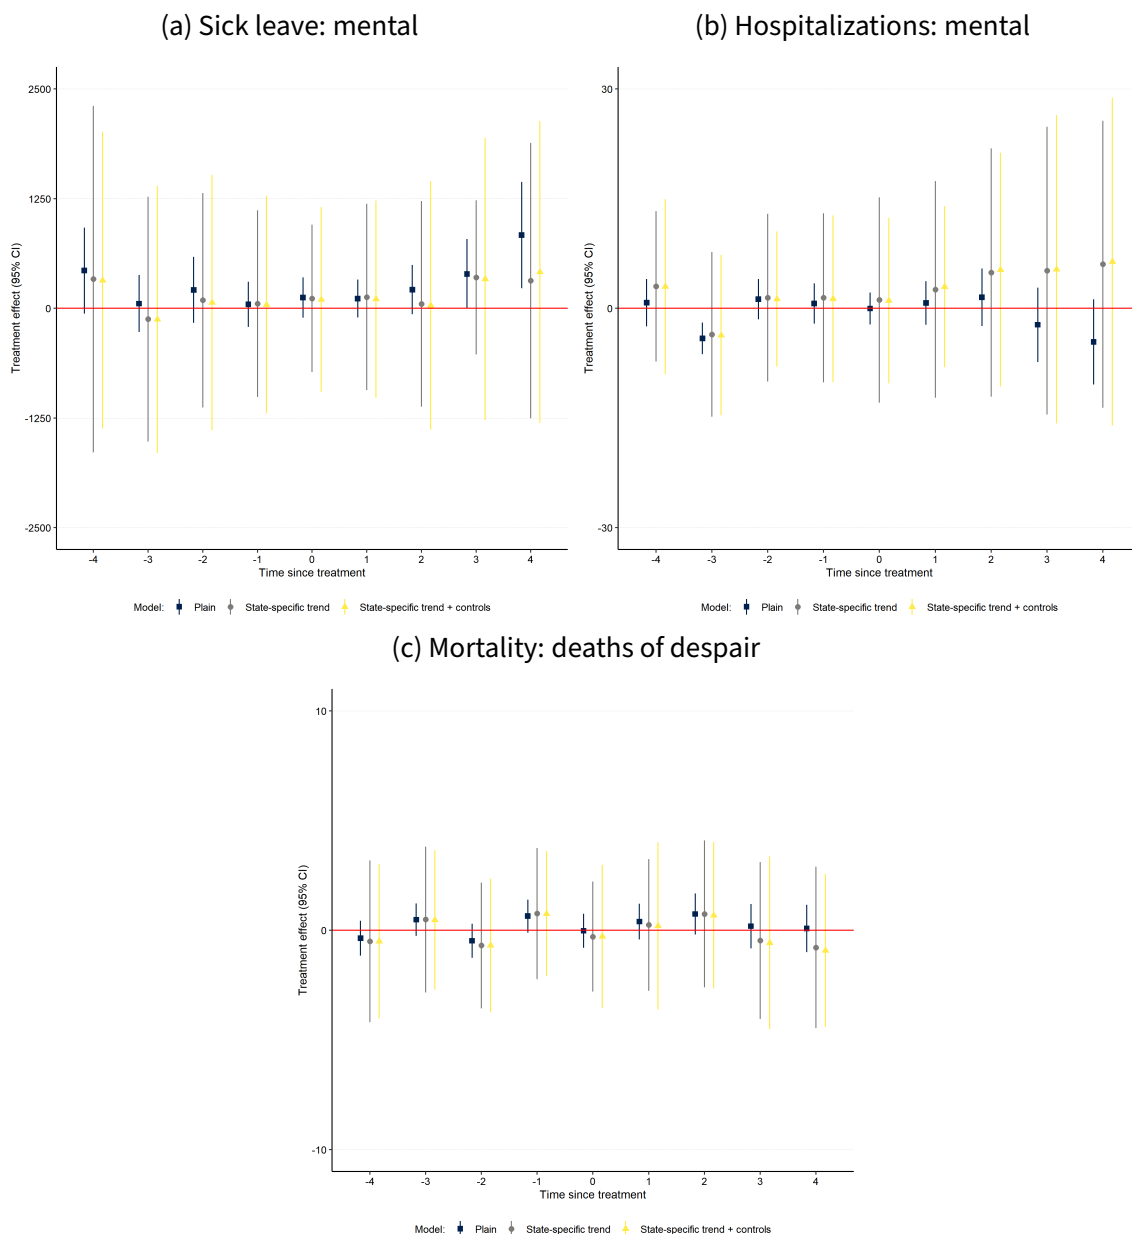 (a) Sick leave: mental
2500
1250
0
-1250
-2500
Treatment effect (95% CI)
-4 -3 -2 -1 0 1 2 3 4
Time since treatment
Model: Plain State-specific trend State-specific trend + controls
(b) Hospitalizations: mental
30
0
-30
Treatment effect (95% CI)
-4 -3 -2 -1 0 1 2 3 4
Time since treatment
Model: Plain State-specific trend State-specific trend + controls
(c) Mortality: deaths of despair
10
0
-10
Treatment effect (95% CI)
-4 -3 -2 -1 0 1 2 3 4
Time since treatment
Model: Plain State-specific trend State-specific trend + controls